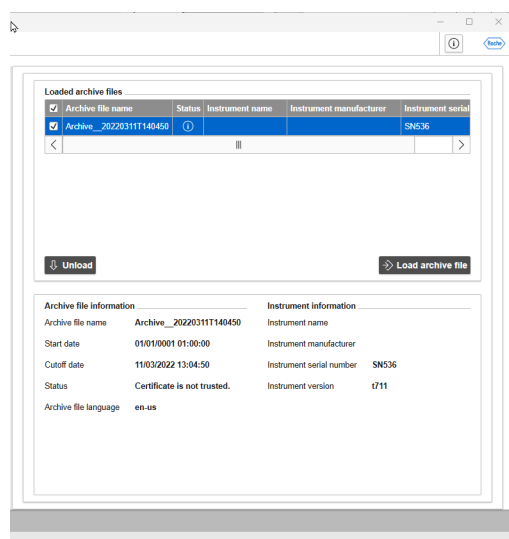 Roche
Loaded archive files
Archive file name Status Instrument name Instrument manufacturer Instrument serial
Archive__20220311T140450 SN536
Unload Load archive file
Archive file information Instrument information
Archive file name Archive__20220311T140450 Instrument name
Start date 01/01/0001 01:00:00 Instrument manufacturer
Cutoff date 11/03/2022 13:04:50 Instrument serial number SN536
Status Certificate is not trusted. Instrument version t711
Archive file language en-us